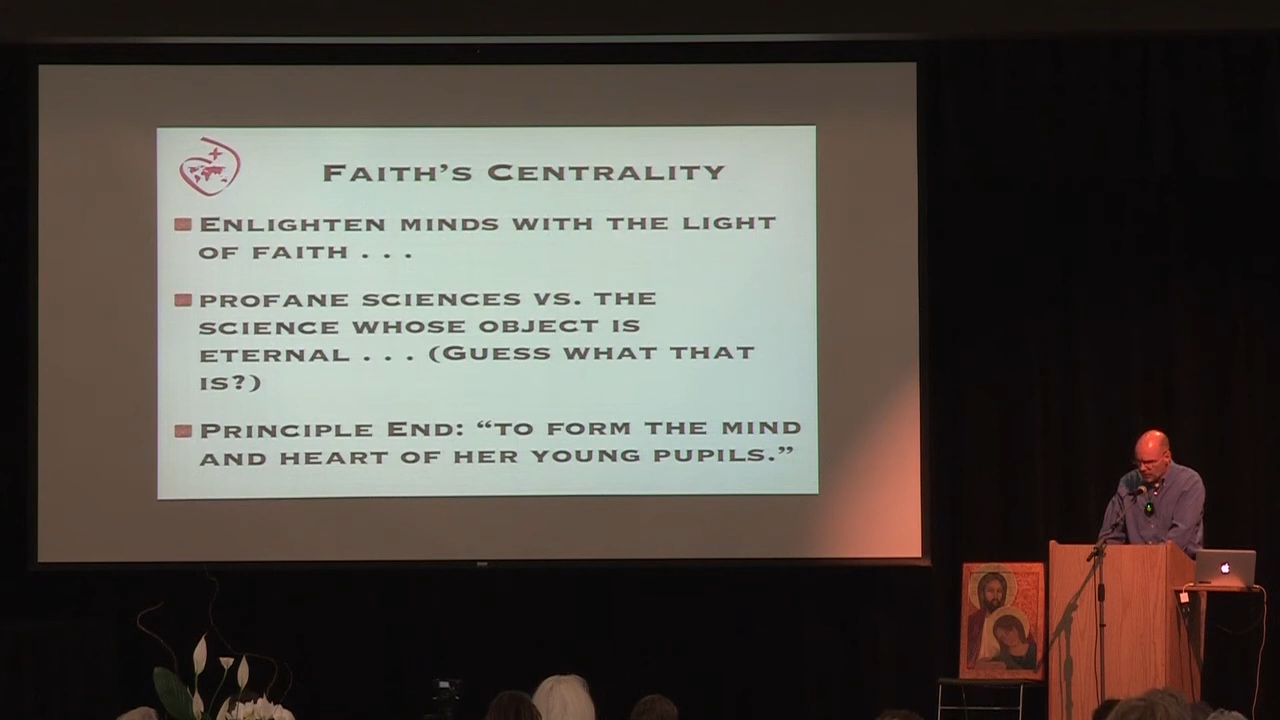 Faith's Centrality
Enlighten minds with the light
of faith . . .
profane sciences vs. the
science whose object is
eternal . . . (Guess what that
is?)
Principle End: “to form the mind
and heart of her young pupils.”